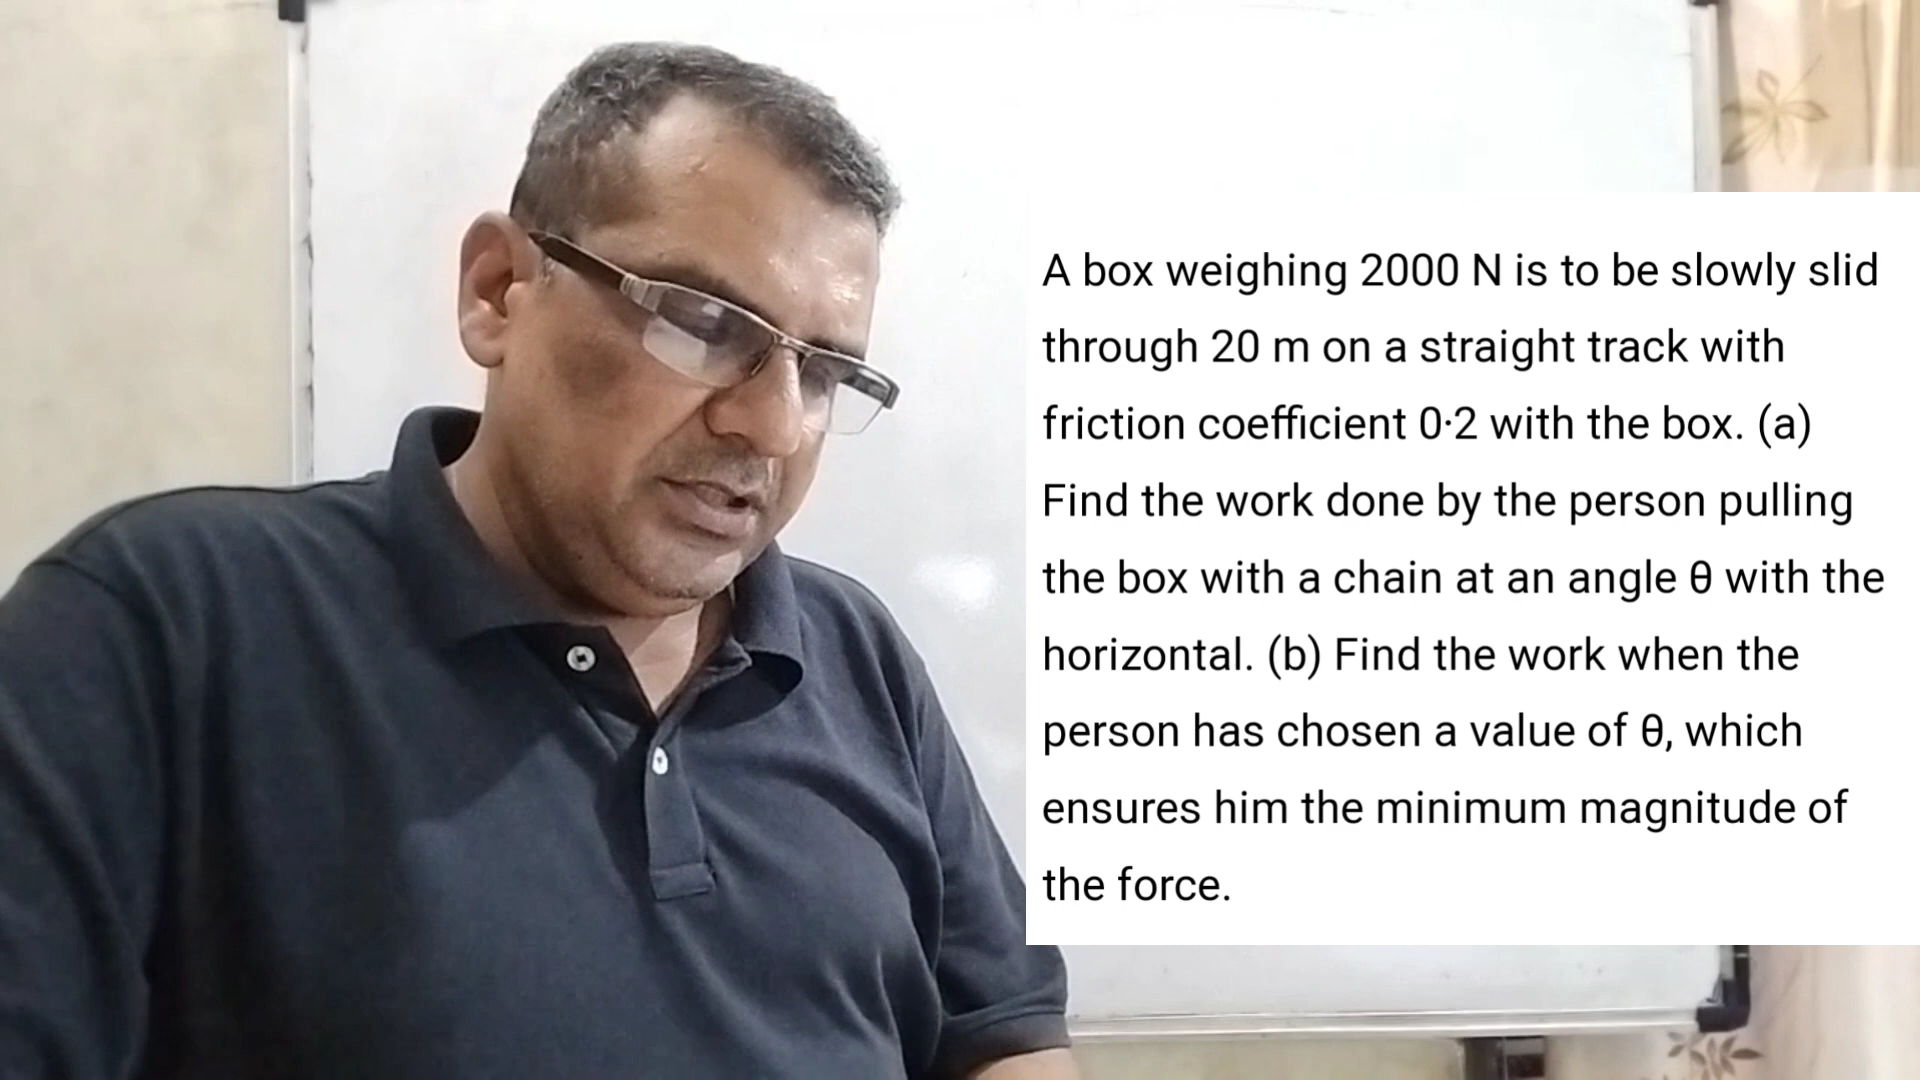 A box weighing 2000 N is to be slowly slid
through 20 m on a straight track with
friction coefficient 0·2 with the box. (a)
Find the work done by the person pulling
the box with a chain at an angle θ with the
horizontal. (b) Find the work when the
person has chosen a value of θ, which
ensures him the minimum magnitude of
the force.